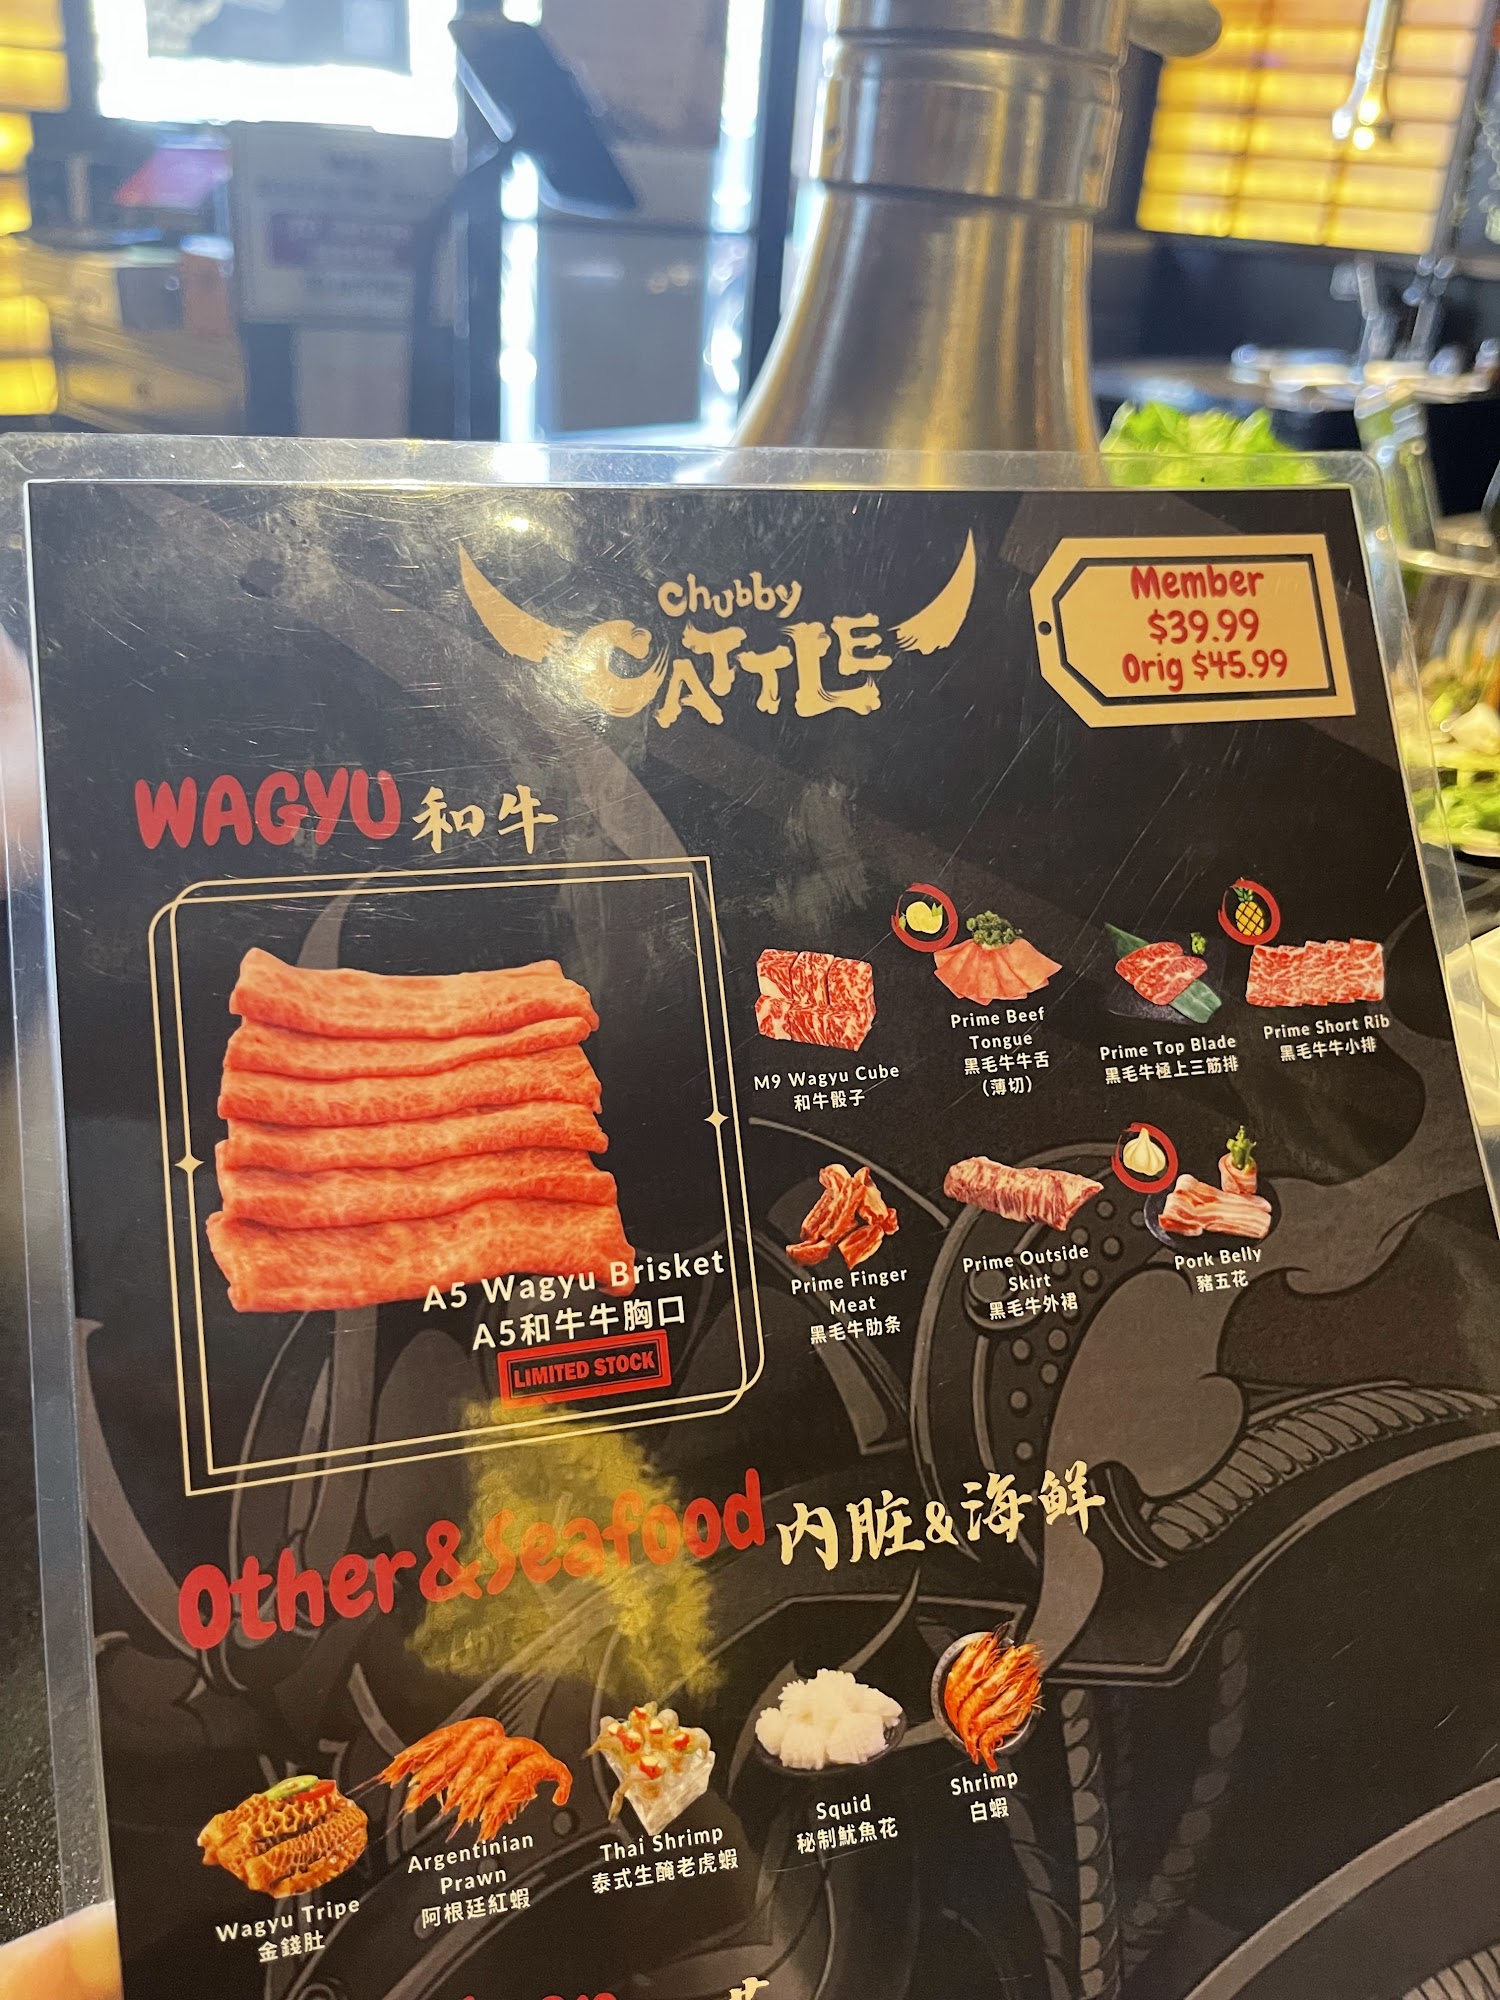 Chubby
CATTLE
Member
$39.99
Orig $45.99
WAGYU 和牛
A5 Wagyu Brisket
A5和牛牛胸口
LIMITED STOCK
M9 Wagyu Cube
和牛骰子
Prime Beef
Tongue
黑毛牛牛舌
(薄切)
Prime Top Blade
黑毛牛極上三筋排
Prime Short Rib
黑毛牛牛小排
Prime Finger
Meat
黑毛牛肋条
Prime Outside
Skirt
黑毛牛外裙
Pork Belly
豬五花
Other&Seafood 内脏&海鮮
Wagyu Tripe
金錢肚
Argentinian
Prawn
阿根廷紅蝦
Thai Shrimp
泰式生醃老虎蝦
Squid
秘制魷魚花
Shrimp
白蝦